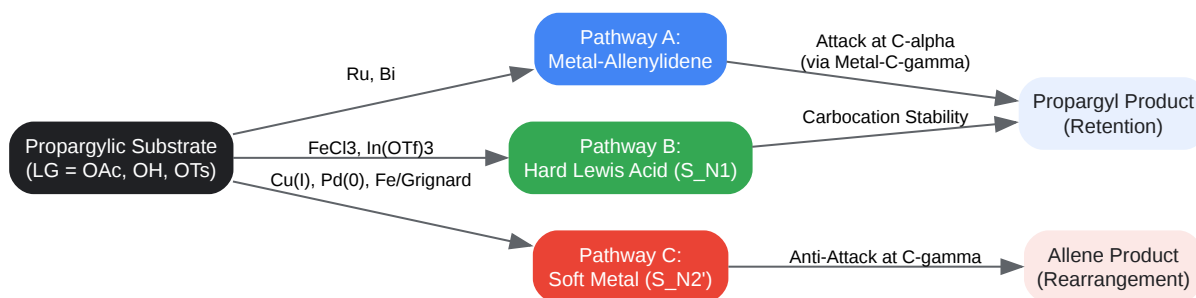 Propargylic Substrate
(LG = OAc, OH, OTs)
Ru, Bi
FeCl3, In(OTf)3
Cu(I), Pd(0), Fe/Grignard
Pathway A:
Metal-Allenylidene
Pathway B:
Hard Lewis Acid (S_N1)
Pathway C:
Soft Metal (S_N2')
Attack at C-alpha
(via Metal-C-gamma)
Carbocation Stability
Anti-Attack at C-gamma
Propargyl Product
(Retention)
Allene Product
(Rearrangement)